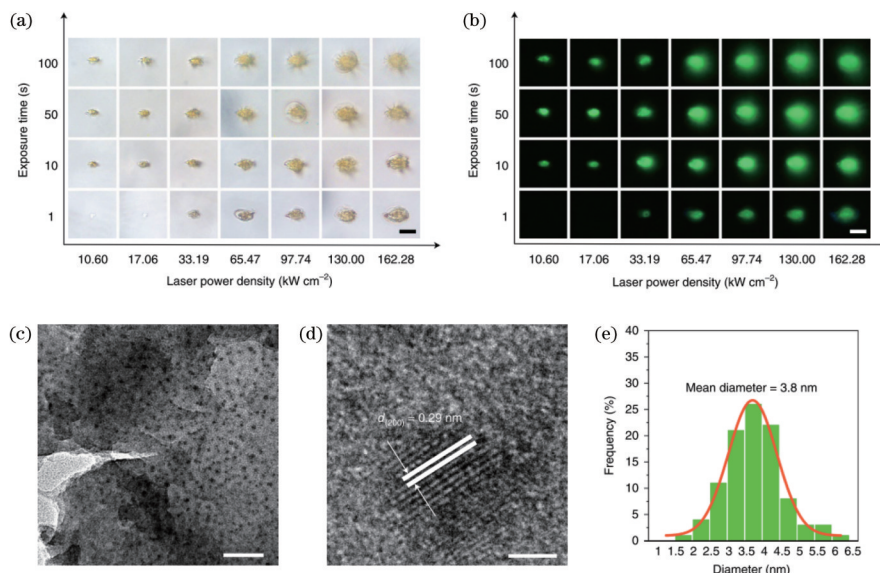 (a)
Exposure time (s)
100
50
10
1
10.60 17.06 33.19 65.47 97.74 130.00 162.28
Laser power density (kW cm⁻²)
(b)
Exposure time (s)
100
50
10
1
10.60 17.06 33.19 65.47 97.74 130.00 162.28
Laser power density (kW cm⁻²)
(c)
(d)
d(200) = 0.29 nm
(e)
Frequency (%)
40
35
30
25
20
15
10
5
0
Mean diameter = 3.8 nm
1 1.5 2 2.5 3 3.5 4 4.5 5 5.5 6 6.5
Diameter (nm)